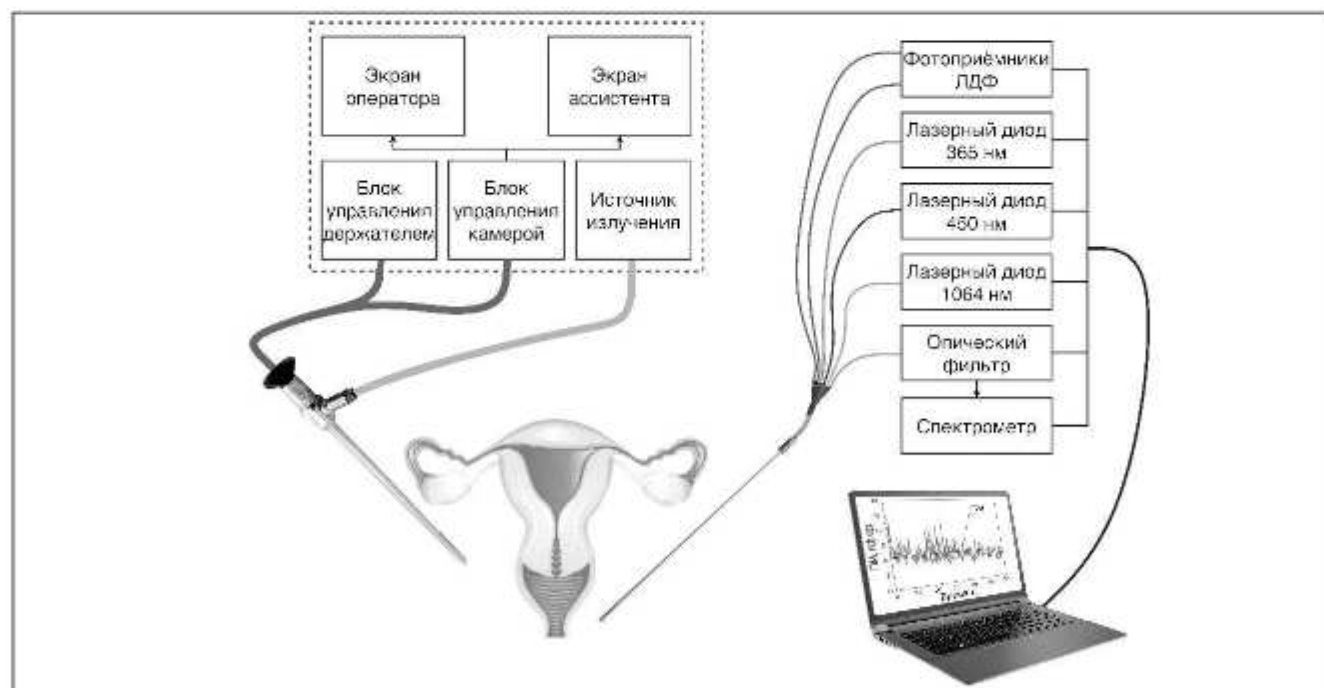 Экран
оператора
Экран
ассистента
Блок
управления
держателем
Блок
управления
камерой
Источник
излучения
Фотоприёмники
ЛДФ
Лазерный диод
365 нм
Лазерный диод
450 нм
Лазерный диод
1064 нм
Опический
фильтр
Спектрометр